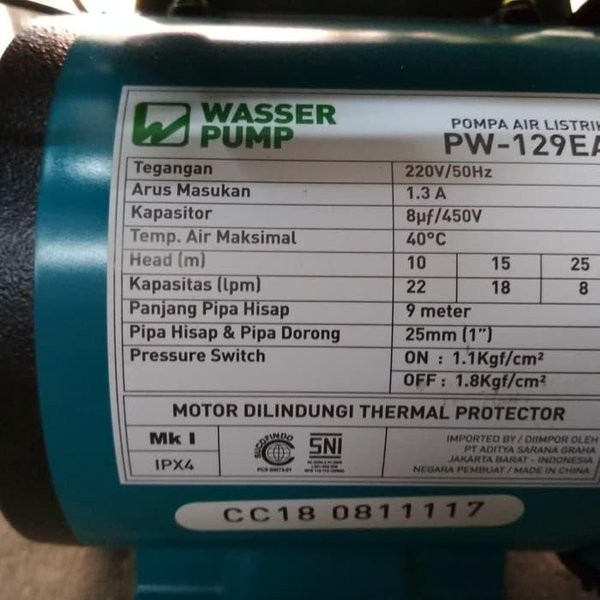 WASSER
PUMP
POMPA AIR LISTRIK
PW-129EA
Tegangan 220V/50Hz
Arus Masukan 1.3 A
Kapasitor 8µf/450V
Temp. Air Maksimal 40°C
Head (m) 10 15 25
Kapasitas (lpm) 22 18 8
Panjang Pipa Hisap 9 meter
Pipa Hisap & Pipa Dorong 25mm (1")
Pressure Switch ON : 1.1Kgf/cm²
OFF : 1.8Kgf/cm²
MOTOR DILINDUNGI THERMAL PROTECTOR
Mk I
IPX4
SUCOFINDO
SNI
IMPORTED BY / DIIMPOR OLEH
PT ADITYA SARANA GRAHA
JAKARTA BARAT - INDONESIA
NEGARA PEMBUAT / MADE IN CHINA
CC18 0811117